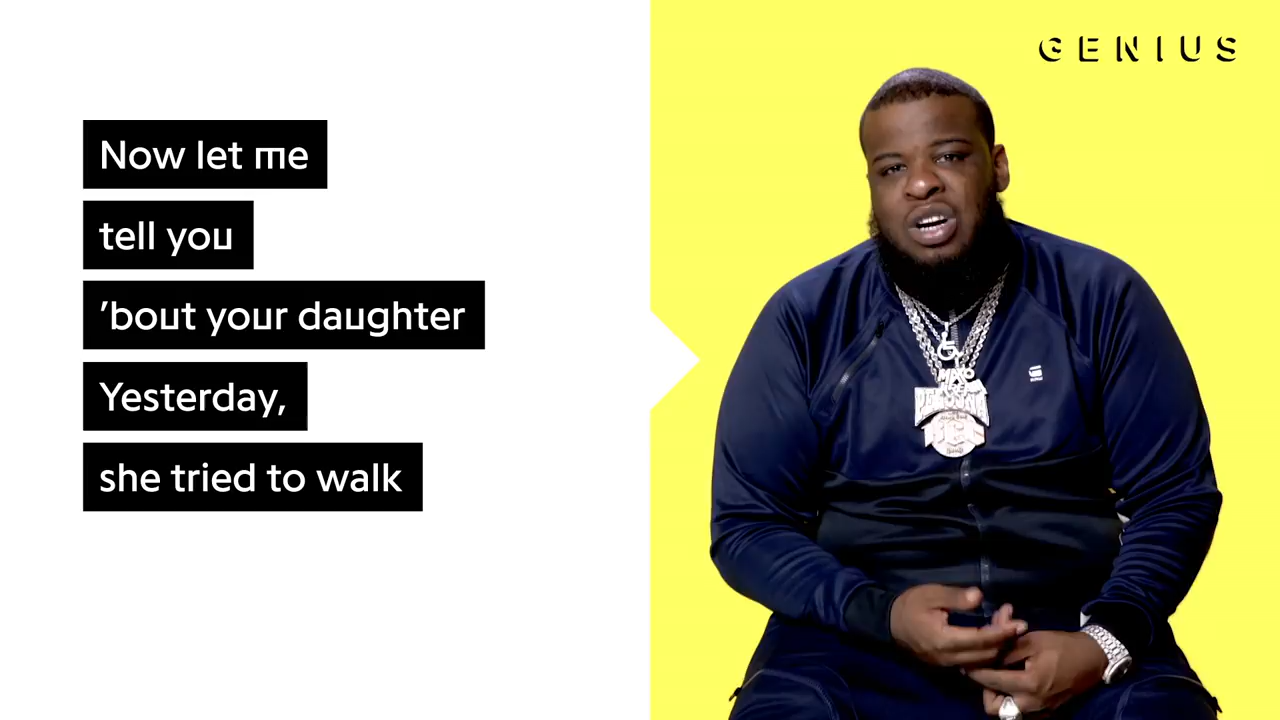 GENIUS
Now let me
tell you
’bout your daughter
Yesterday,
she tried to walk